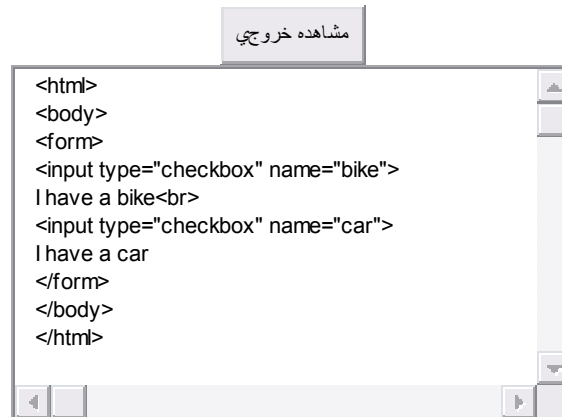 مشاهده خروجي
<html>
<body>
<form>
<input type="checkbox" name="bike">
I have a bike<br>
<input type="checkbox" name="car">
I have a car
</form>
</body>
</html>